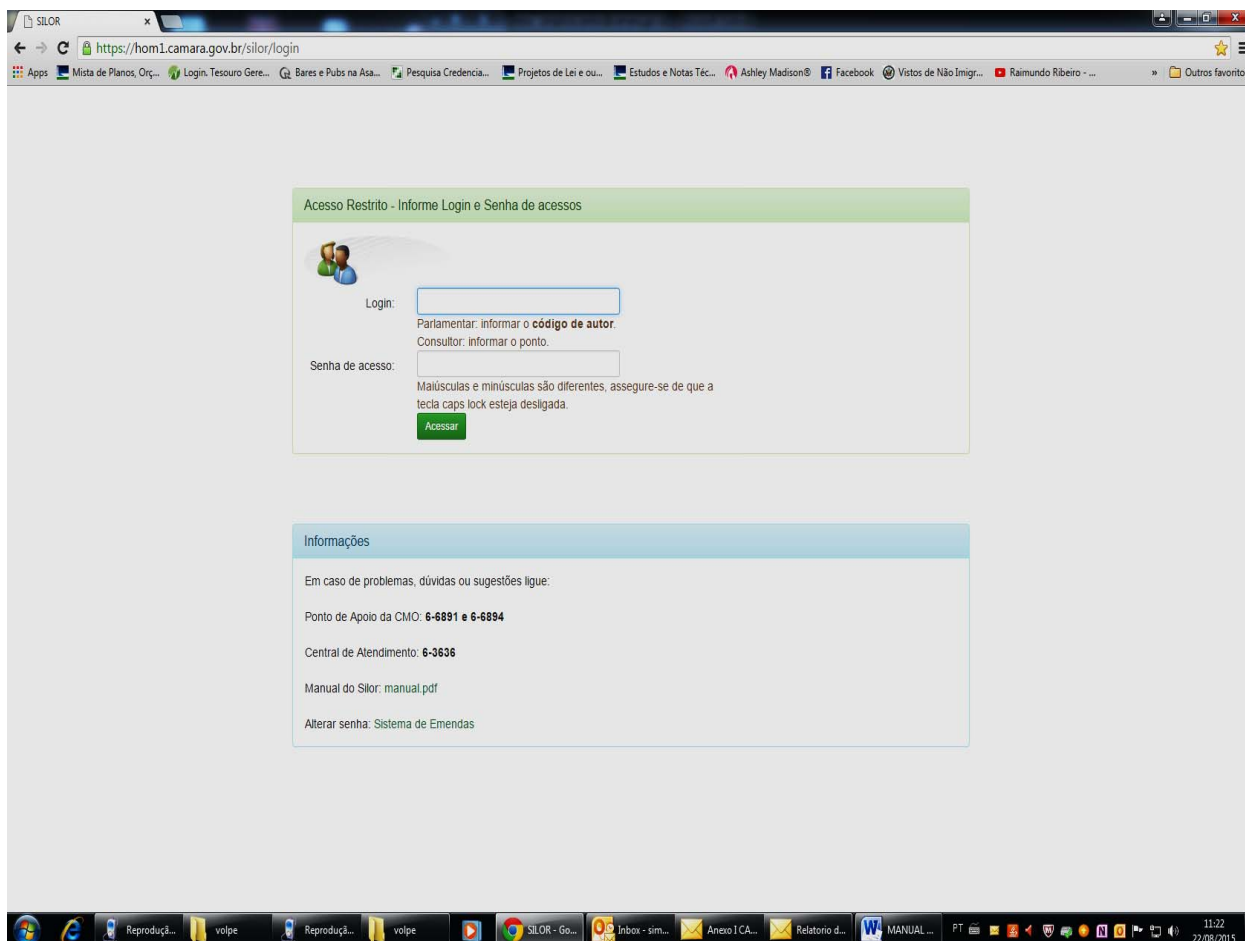 SILOR
https://hom1.camara.gov.br/silor/login
Apps Mista de Planos, Orç... Login. Tesouro Gere... Bares e Pubs na Asa... Pesquisa Credencia... Projetos de Lei e ou... Estudos e Notas Téc... Ashley Madison® Facebook Vistos de Não Imigr... Raimundo Ribeiro - ... » Outros favorito
Acesso Restrito - Informe Login e Senha de acessos
Login:
Parlamentar: informar o código de autor.
Consultor: informar o ponto.
Senha de acesso:
Maiúsculas e minúsculas são diferentes, assegure-se de que a
tecla caps lock esteja desligada.
Acessar
Informações
Em caso de problemas, dúvidas ou sugestões ligue:
Ponto de Apoio da CMO: 6-6891 e 6-6894
Central de Atendimento: 6-3636
Manual do Silor: manual.pdf
Alterar senha: Sistema de Emendas
Reproduçã... volpe Reproduçã... volpe SILOR - Go... Inbox - sim... Anexo I CA... Relatorio d... MANUAL ... PT 11:22
22/08/2015